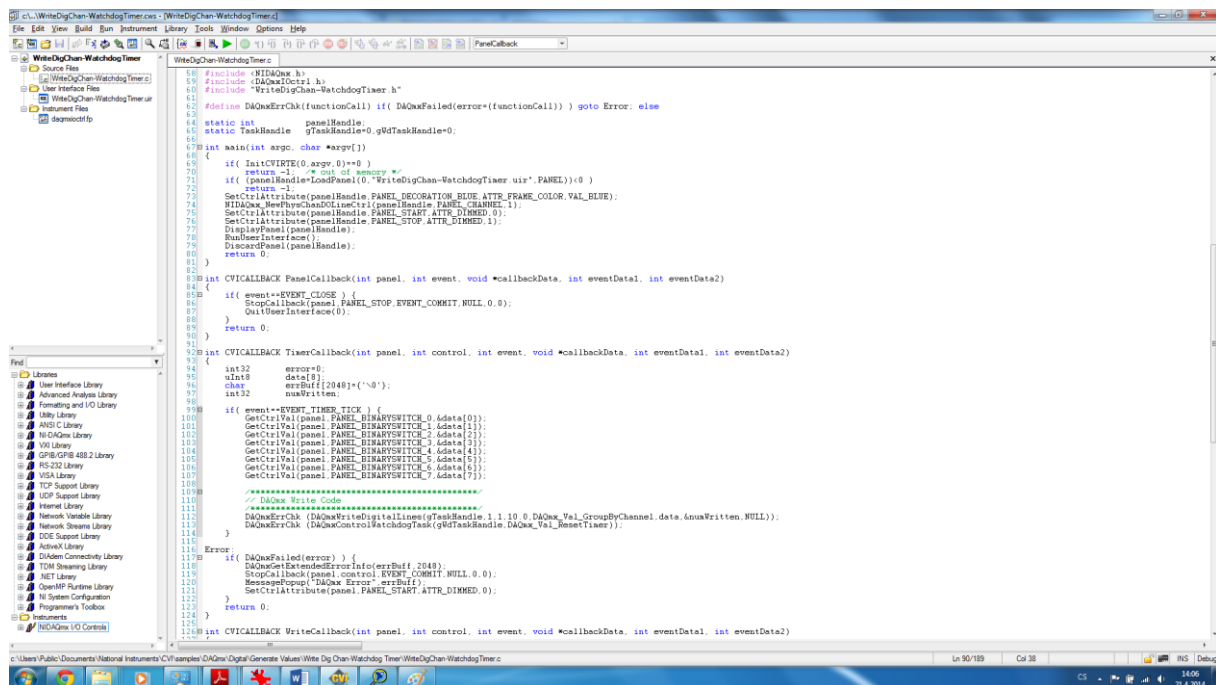 c:\...\WriteDigChan-WatchdogTimer.cws - [WriteDigChan-WatchdogTimer.c]
File Edit View Build Run Instrument Library Tools Window Options Help
PanelCallback
WriteDigChan-WatchdogTimer
Source Files
WriteDigChan-WatchdogTimer.c
User Interface Files
WriteDigChan-WatchdogTimer.uir
Instrument Files
daqmxioctrl.fp
Find
Libraries
User Interface Library
Advanced Analysis Library
Formatting and I/O Library
Utility Library
ANSI C Library
NI-DAQmx Library
VXI Library
GPIB/GPIB 488.2 Library
RS-232 Library
VISA Library
TCP Support Library
UDP Support Library
Internet Library
Network Variable Library
Network Streams Library
DDE Support Library
ActiveX Library
DIAdem Connectivity Library
TDM Streaming Library
.NET Library
OpenMP Runtime Library
NI System Configuration
Programmer's Toolbox
Instruments
NIDAQmx I/O Controls
WriteDigChan-WatchdogTimer.c
58 #include <NIDAQmx.h>
59 #include <DAQmxIOctrl.h>
60 #include "WriteDigChan-WatchdogTimer.h"
61
62 #define DAQmxErrChk(functionCall) if( DAQmxFailed(error=(functionCall)) ) goto Error; else
63
64 static int panelHandle;
65 static TaskHandle gTaskHandle=0,gWdTaskHandle=0;
66
67 int main(int argc, char *argv[])
68 {
69 if( InitCVIRTE(0,argv,0)==0 )
70 return -1; /* out of memory */
71 if( (panelHandle=LoadPanel(0,"WriteDigChan-WatchdogTimer.uir",PANEL))<0 )
72 return -1;
73 SetCtrlAttribute(panelHandle,PANEL_DECORATION_BLUE,ATTR_FRAME_COLOR,VAL_BLUE);
74 NIDAQmx_NewPhysChanDOLineCtrl(panelHandle,PANEL_CHANNEL,1);
75 SetCtrlAttribute(panelHandle,PANEL_START,ATTR_DIMMED,0);
76 SetCtrlAttribute(panelHandle,PANEL_STOP,ATTR_DIMMED,1);
77 DisplayPanel(panelHandle);
78 RunUserInterface();
79 DiscardPanel(panelHandle);
80 return 0;
81 }
82
83 int CVICALLBACK PanelCallback(int panel, int event, void *callbackData, int eventData1, int eventData2)
84 {
85 if( event==EVENT_CLOSE ) {
86 StopCallback(panel,PANEL_STOP,EVENT_COMMIT,NULL,0,0);
87 QuitUserInterface(0);
88 }
89 return 0;
90 }
91
92 int CVICALLBACK TimerCallback(int panel, int control, int event, void *callbackData, int eventData1, int eventData2)
93 {
94 int32 error=0;
95 uInt8 data[8];
96 char errBuff[2048]={'\0'};
97 int32 numWritten;
98
99 if( event==EVENT_TIMER_TICK ) {
100 GetCtrlVal(panel,PANEL_BINARYSWITCH_0,&data[0]);
101 GetCtrlVal(panel,PANEL_BINARYSWITCH_1,&data[1]);
102 GetCtrlVal(panel,PANEL_BINARYSWITCH_2,&data[2]);
103 GetCtrlVal(panel,PANEL_BINARYSWITCH_3,&data[3]);
104 GetCtrlVal(panel,PANEL_BINARYSWITCH_4,&data[4]);
105 GetCtrlVal(panel,PANEL_BINARYSWITCH_5,&data[5]);
106 GetCtrlVal(panel,PANEL_BINARYSWITCH_6,&data[6]);
107 GetCtrlVal(panel,PANEL_BINARYSWITCH_7,&data[7]);
108
109 /*********************************************/
110 // DAQmx Write Code
111 /*********************************************/
112 DAQmxErrChk (DAQmxWriteDigitalLines(gTaskHandle,1,1,10.0,DAQmx_Val_GroupByChannel,data,&numWritten,NULL));
113 DAQmxErrChk (DAQmxControlWatchdogTask(gWdTaskHandle,DAQmx_Val_ResetTimer));
114 }
115
116 Error:
117 if( DAQmxFailed(error) ) {
118 DAQmxGetExtendedErrorInfo(errBuff,2048);
119 StopCallback(panel,control,EVENT_COMMIT,NULL,0,0);
120 MessagePopup("DAQmx Error",errBuff);
121 SetCtrlAttribute(panel,PANEL_START,ATTR_DIMMED,0);
122 }
123 return 0;
124 }
125
126 int CVICALLBACK WriteCallback(int panel, int control, int event, void *callbackData, int eventData1, int eventData2)
c:\Users\Public\Documents\National Instruments\CVI\samples\DAQmx\Digital\Generate Values\Write Dig Chan-Watchdog Timer\WriteDigChan-WatchdogTimer.c
Ln 90/189 Col 38 INS Debug
CS 14:06
21.4.2014